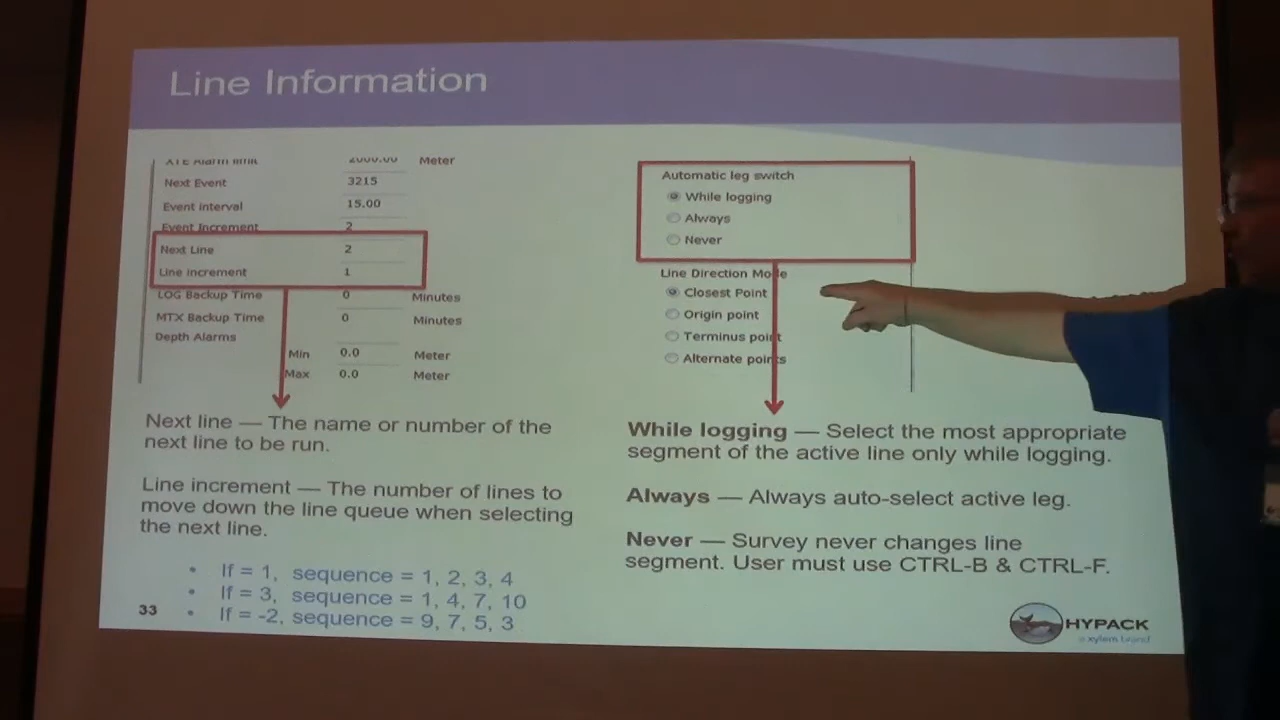 Line Information
XTE Alarm limit 2000.00 Meter
Next Event 3215
Event interval 15.00
Event Increment 2
Next Line 2
Line increment 1
LOG Backup Time 0 Minutes
MTX Backup Time 0 Minutes
Depth Alarms
Min 0.0 Meter
Max 0.0 Meter
Next line — The name or number of the
next line to be run.
Line increment — The number of lines to
move down the line queue when selecting
the next line.
• If = 1, sequence = 1, 2, 3, 4
• If = 3, sequence = 1, 4, 7, 10
• If = -2, sequence = 9, 7, 5, 3
33
Automatic leg switch
While logging
Always
Never
Line Direction Mode
Closest Point
Origin point
Terminus point
Alternate points
While logging — Select the most appropriate
segment of the active line only while logging.
Always — Always auto-select active leg.
Never — Survey never changes line
segment. User must use CTRL-B & CTRL-F.
HYPACK
a xylem brand